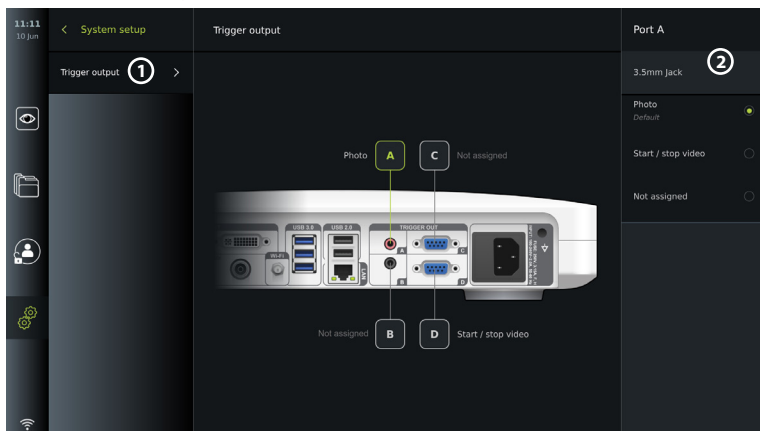 11:11
10 Jun
System setup
Trigger output
Port A
Trigger output
1
3.5mm Jack
2
Photo
Default
Start / stop video
Not assigned
Photo
A
C
Not assigned
USB 3.0
USB 2.0
TRIGGER OUT
Wi-Fi
LAN
A
C
B
D
Not assigned
B
D
Start / stop video